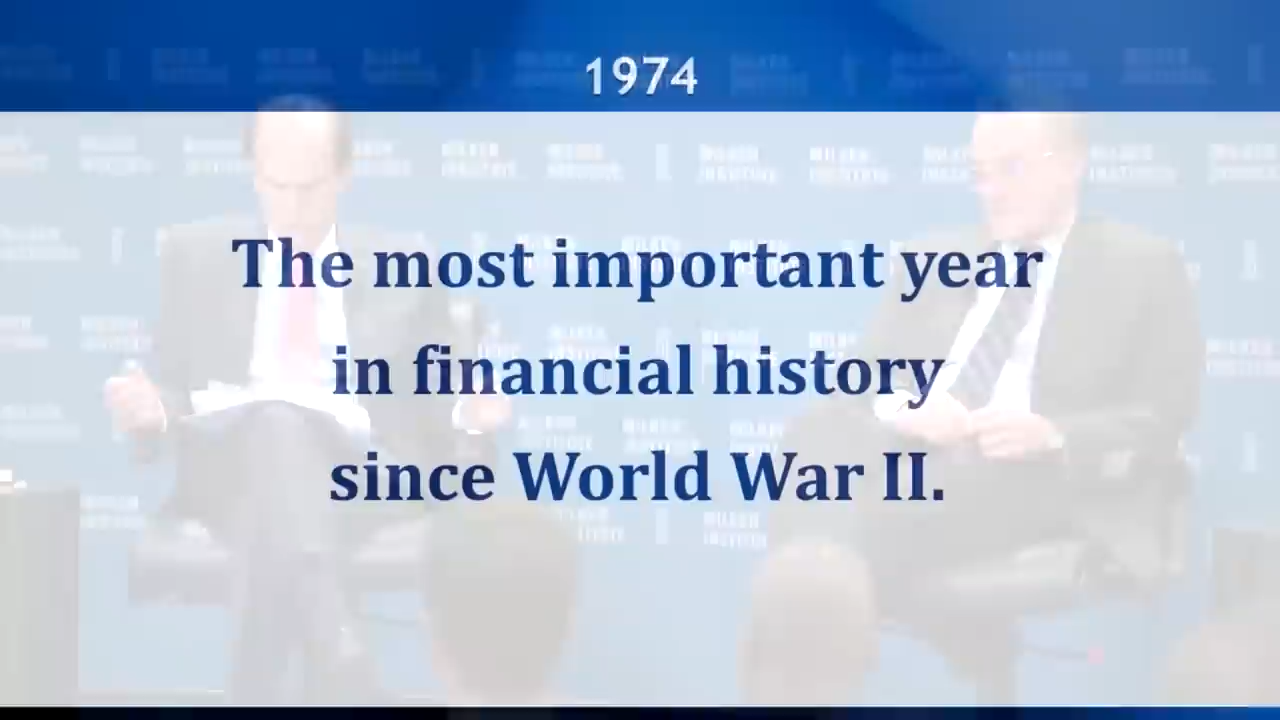 1974
The most important year
in financial history
since World War II.